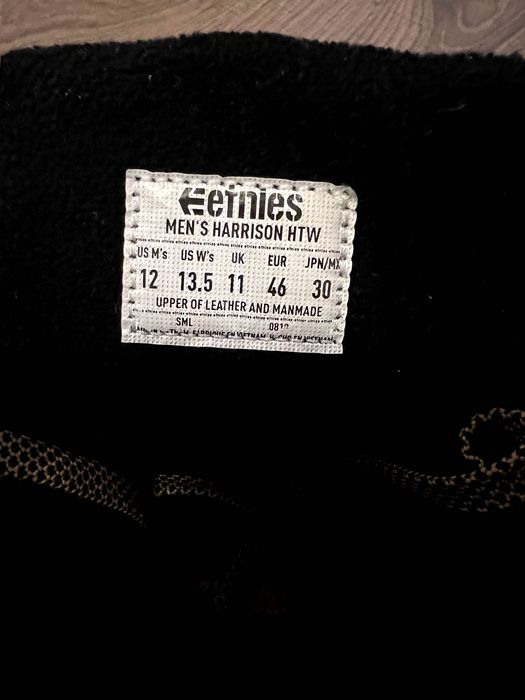 etnies
MEN'S HARRISON HTW
US M's US W's UK EUR JPN/MX
12 13.5 11 46 30
UPPER OF LEATHER AND MANMADE
SML